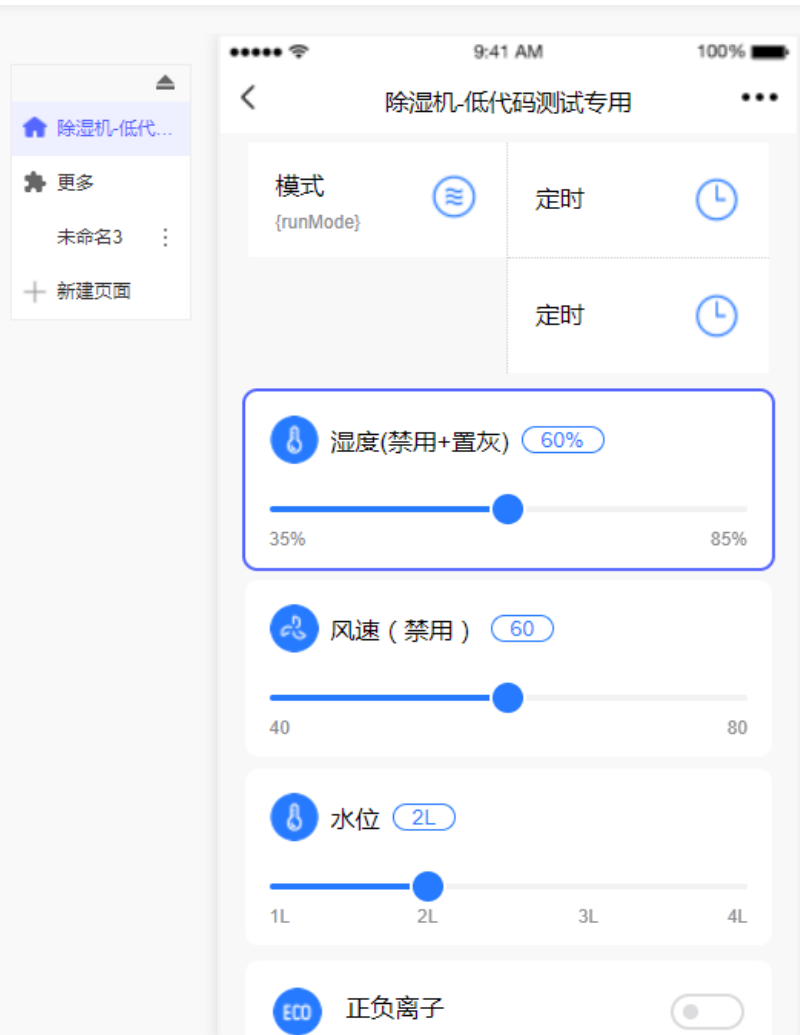 9:41 AM
100%
除湿机-低代码测试专用
除湿机-低代...
更多
未命名3
新建页面
模式
{runMode}
定时
定时
湿度(禁用+置灰)
60%
35%
85%
风速（禁用）
60
40
80
水位
2L
1L
2L
3L
4L
ECO
正负离子